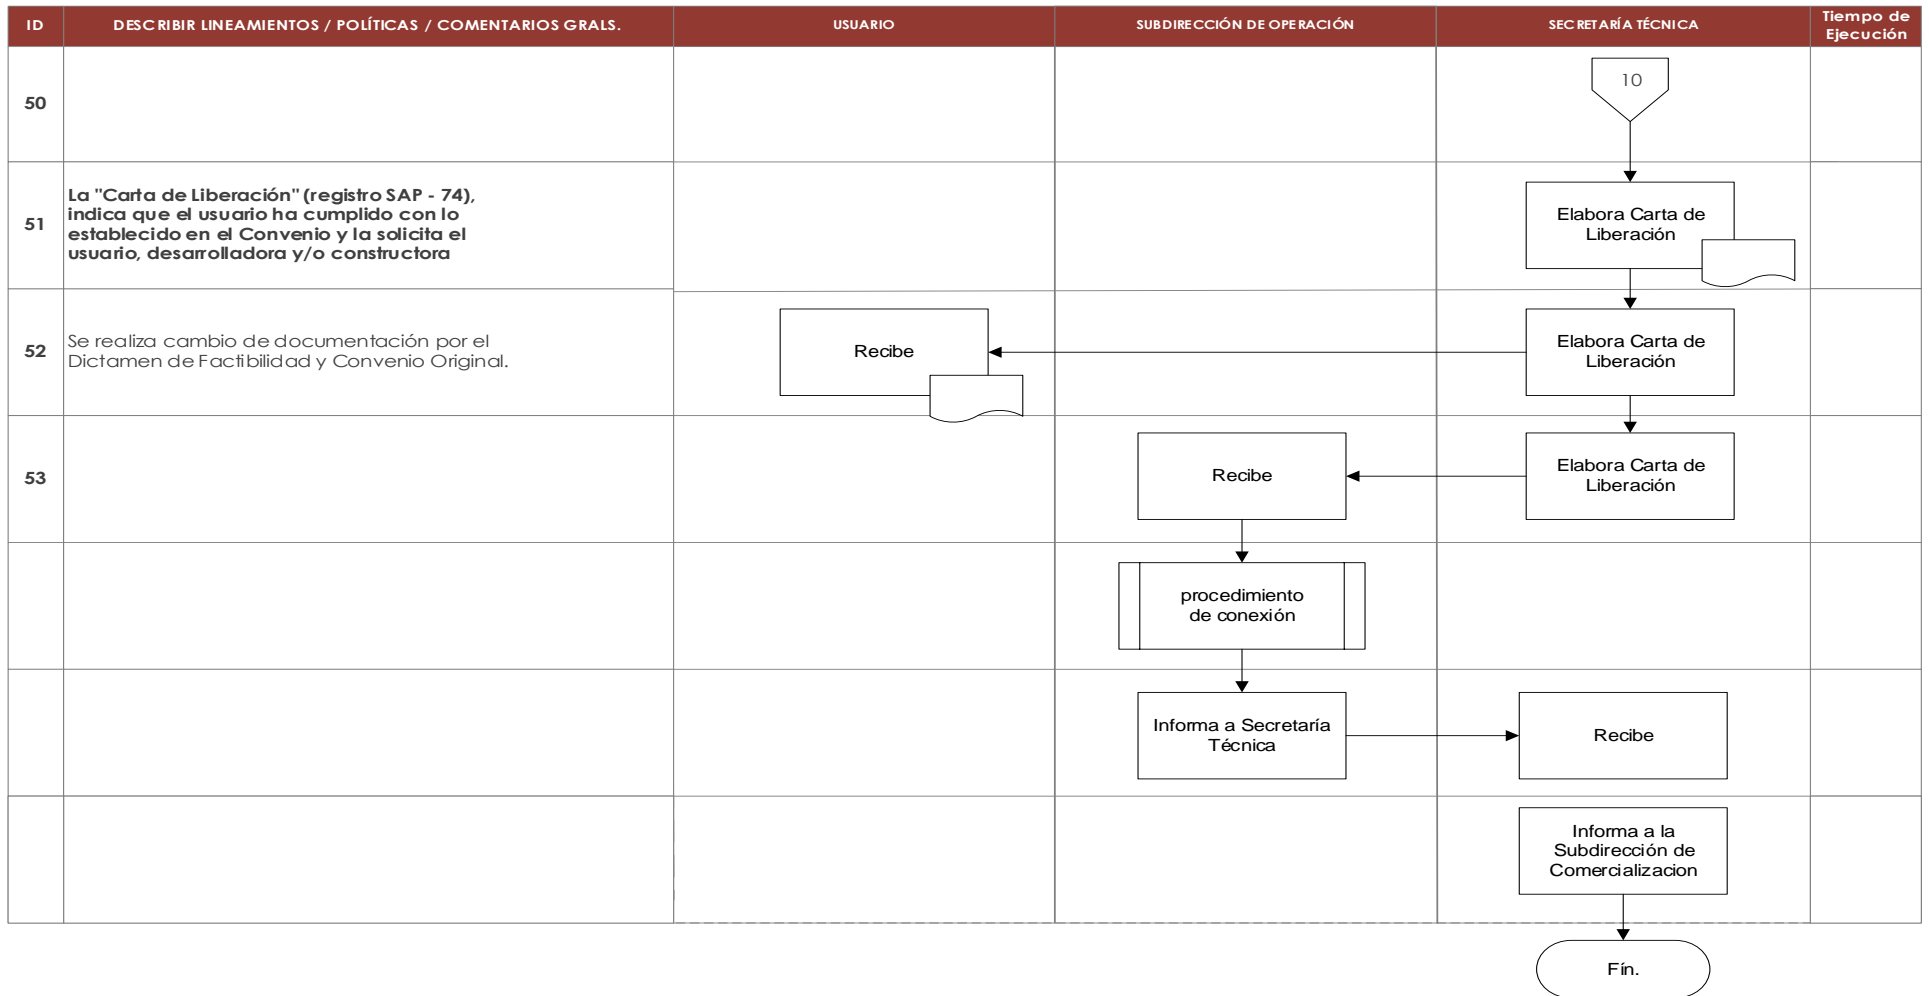 ID
DESCRIBIR LINEAMIENTOS / POLÍTICAS / COMENTARIOS GRALS.
USUARIO
SUBDIRECCIÓN DE OPERACIÓN
SECRETARÍA TÉCNICA
Tiempo de
Ejecución
50
10
51
La "Carta de Liberación" (registro SAP - 74),
indica que el usuario ha cumplido con lo
establecido en el Convenio y la solicita el
usuario, desarrolladora y/o constructora
Elabora Carta de
Liberación
52
Se realiza cambio de documentación por el
Dictamen de Factibilidad y Convenio Original.
Recibe
Elabora Carta de
Liberación
53
Recibe
Elabora Carta de
Liberación
procedimiento
de conexión
Informa a Secretaría
Técnica
Recibe
Informa a la
Subdirección de
Comercializacion
Fín.